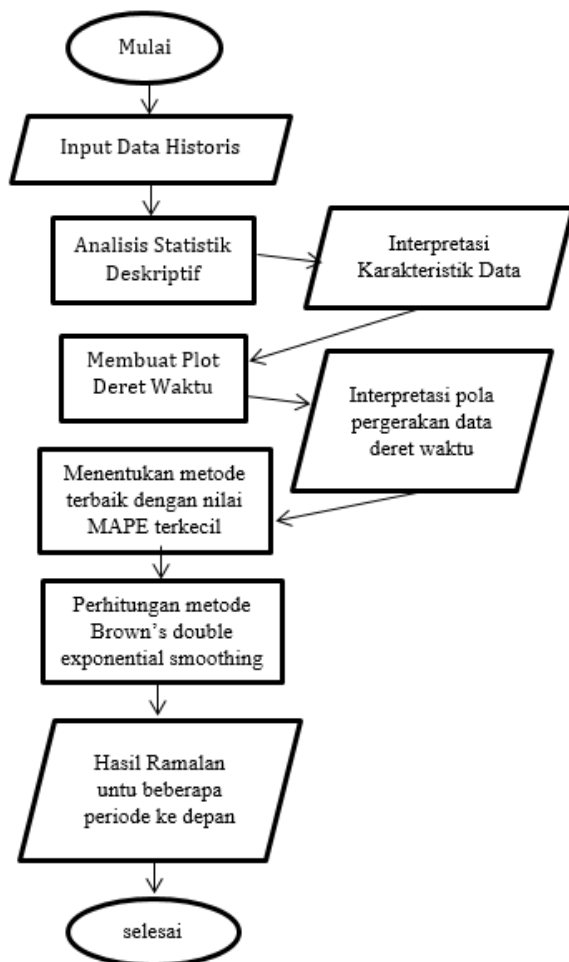 Mulai
Input Data Historis
Analisis Statistik
Deskriptif
Interpretasi
Karakteristik Data
Membuat Plot
Deret Waktu
Interpretasi pola
pergerakan data
deret waktu
Menentukan metode
terbaik dengan nilai
MAPE terkecil
Perhitungan metode
Brown’s double
exponential smoothing
Hasil Ramalan
untu beberapa
periode ke depan
selesai